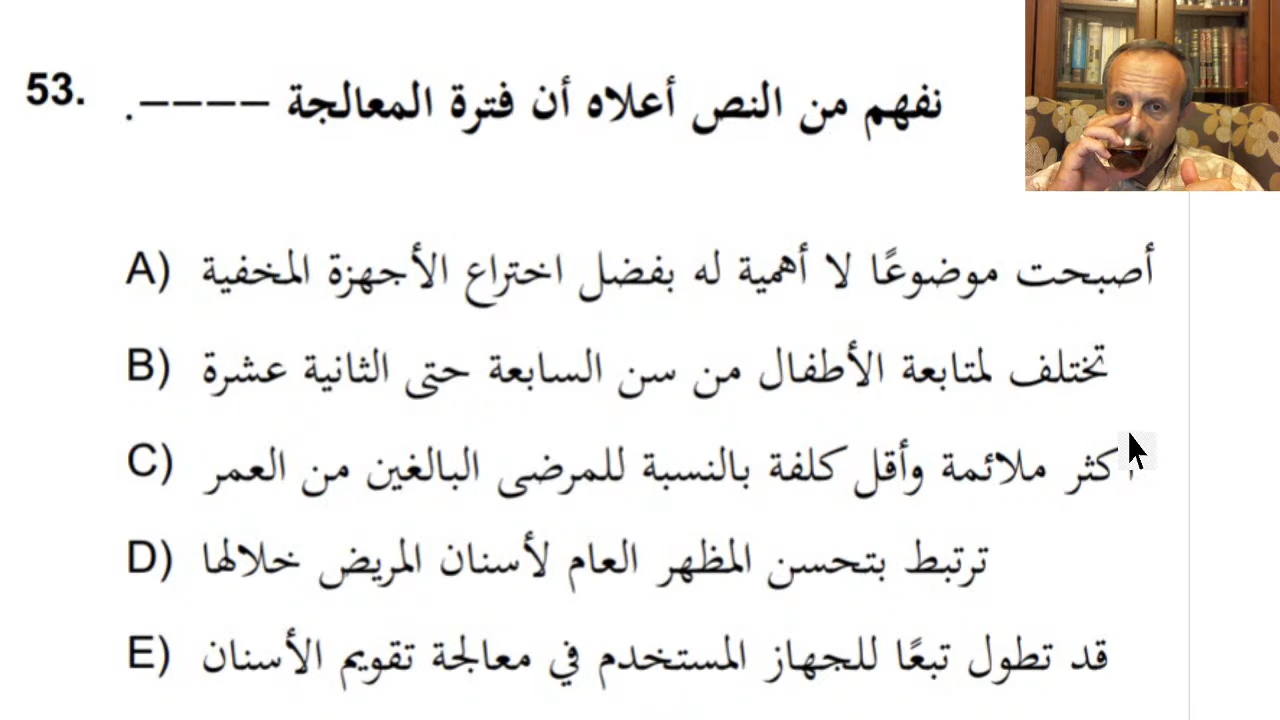 53. نفهم من النص أعلاه أن فترة المعالجة ----.
A) أصبحت موضوعًا لا أهمية له بفضل اختراع الأجهزة المخفية
B) تختلف لمتابعة الأطفال من سن السابعة حتى الثانية عشرة
C) أكثر ملائمة وأقل كلفة بالنسبة للمرضى البالغين من العمر
D) ترتبط بتحسن المظهر العام لأسنان المريض خلالها
E) قد تطول تبعًا للجهاز المستخدم في معالجة تقويم الأسنان